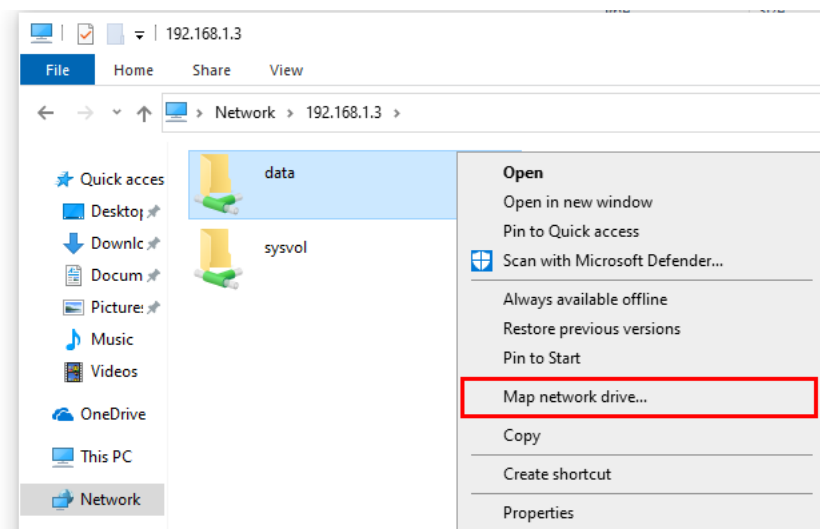 192.168.1.3
File Home Share View
Network 192.168.1.3
Quick acces
Desktop
Downlc
Docum
Picture:
Music
Videos
OneDrive
This PC
Network
data
sysvol
Open
Open in new window
Pin to Quick access
Scan with Microsoft Defender...
Always available offline
Restore previous versions
Pin to Start
Map network drive...
Copy
Create shortcut
Properties